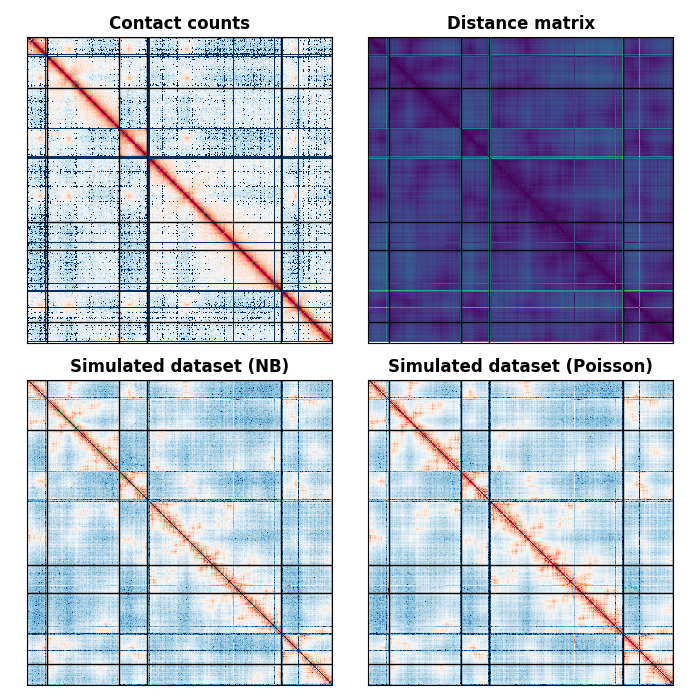 Contact counts
Distance matrix
Simulated dataset (NB)
Simulated dataset (Poisson)